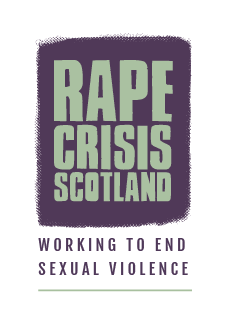 RAPE
CRISIS
SCOTLAND
WORKING TO END
SEXUAL VIOLENCE